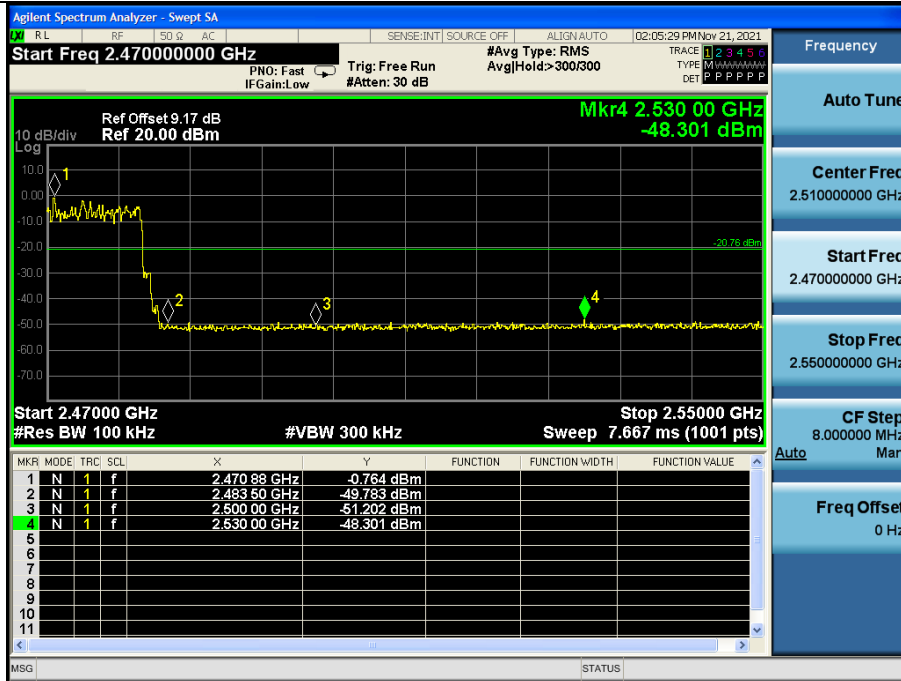 Agilent Spectrum Analyzer - Swept SA
LXI RL RF 50 Ω AC SENSE:INT SOURCE OFF ALIGN AUTO 02:05:29 PM Nov 21, 2021
Start Freq 2.470000000 GHz
PNO: Fast
IFGain:Low
Trig: Free Run
#Atten: 30 dB
#Avg Type: RMS
Avg|Hold:>300/300
TRACE 1 2 3 4 5 6
TYPE M WWWWW
DET P P P P P P
Frequency
Auto Tune
Center Freq
2.510000000 GHz
Start Freq
2.470000000 GHz
Stop Freq
2.550000000 GHz
CF Step
8.000000 MHz
Auto Man
Freq Offset
0 Hz
Mkr4 2.530 00 GHz
-48.301 dBm
Ref Offset 9.17 dB
10 dB/div Ref 20.00 dBm
Log
10.0
0.00
-10.0
-20.0
-30.0
-40.0
-50.0
-60.0
-70.0
1
2
3
4
-20.76 dBm
Start 2.47000 GHz Stop 2.55000 GHz
#Res BW 100 kHz #VBW 300 kHz Sweep 7.667 ms (1001 pts)
MKR MODE TRC SCL X Y FUNCTION FUNCTION WIDTH FUNCTION VALUE
1 N 1 f 2.470 88 GHz -0.764 dBm
2 N 1 f 2.483 50 GHz -49.783 dBm
3 N 1 f 2.500 00 GHz -51.202 dBm
4 N 1 f 2.530 00 GHz -48.301 dBm
5
6
7
8
9
10
11
MSG STATUS